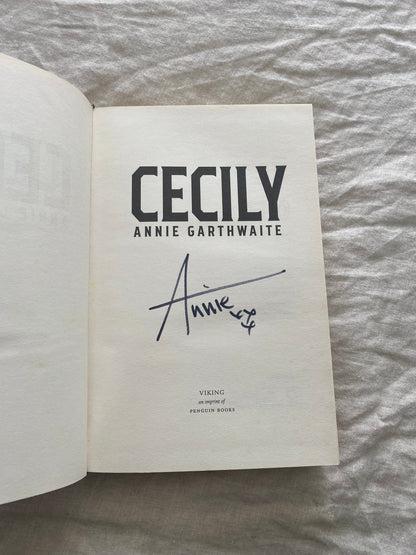 CECILY
ANNIE GARTHWAITE
Annie
VIKING
an imprint of
PENGUIN BOOKS